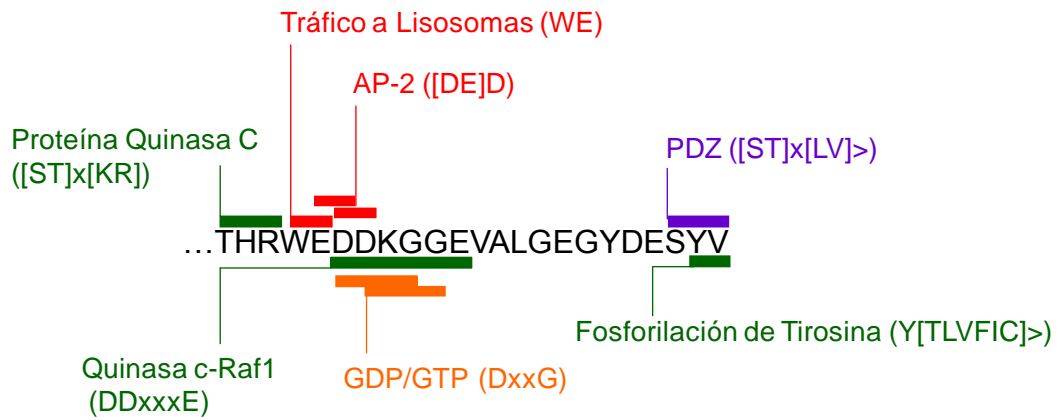 Tráfico a Lisosomas (WE)
AP-2 ([DE]D)
Proteína Quinasa C
([ST]x[KR])
PDZ ([ST]x[LV]>)
...THRWEDDKGGEVALGEGYDESYV
Fosforilación de Tirosina (Y[TLVFIC]>)
Quinasa c-Raf1
(DDxxxE)
GDP/GTP (DxxG)